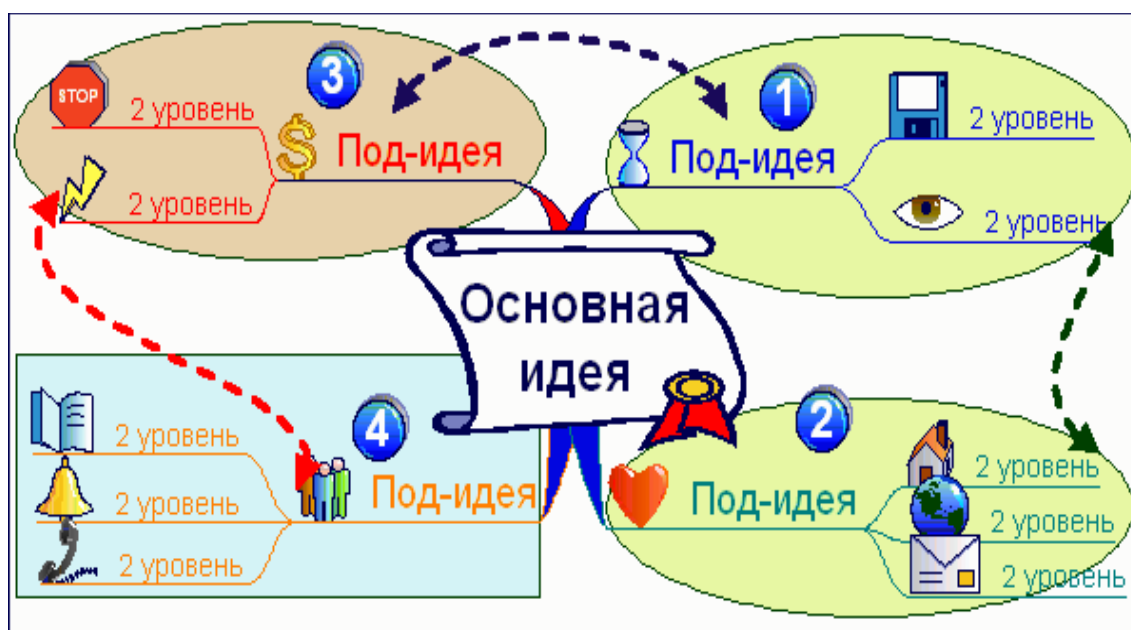 3
STOP
2 уровень
Под-идея
2 уровень
1
2 уровень
Под-идея
2 уровень
Основная
идея
4
2 уровень
Под-идея
2 уровень
2 уровень
2
2 уровень
Под-идея
2 уровень
2 уровень